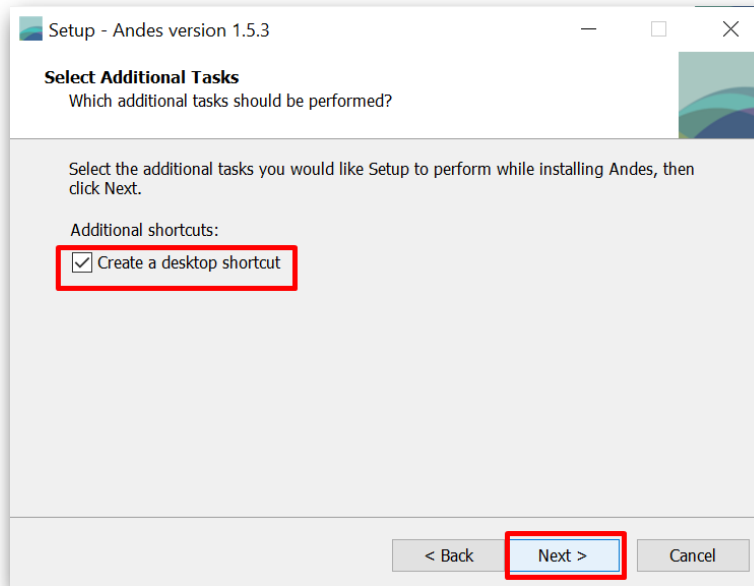 Setup - Andes version 1.5.3
Select Additional Tasks
Which additional tasks should be performed?
Select the additional tasks you would like Setup to perform while installing Andes, then
click Next.
Additional shortcuts:
Create a desktop shortcut
< Back
Next >
Cancel